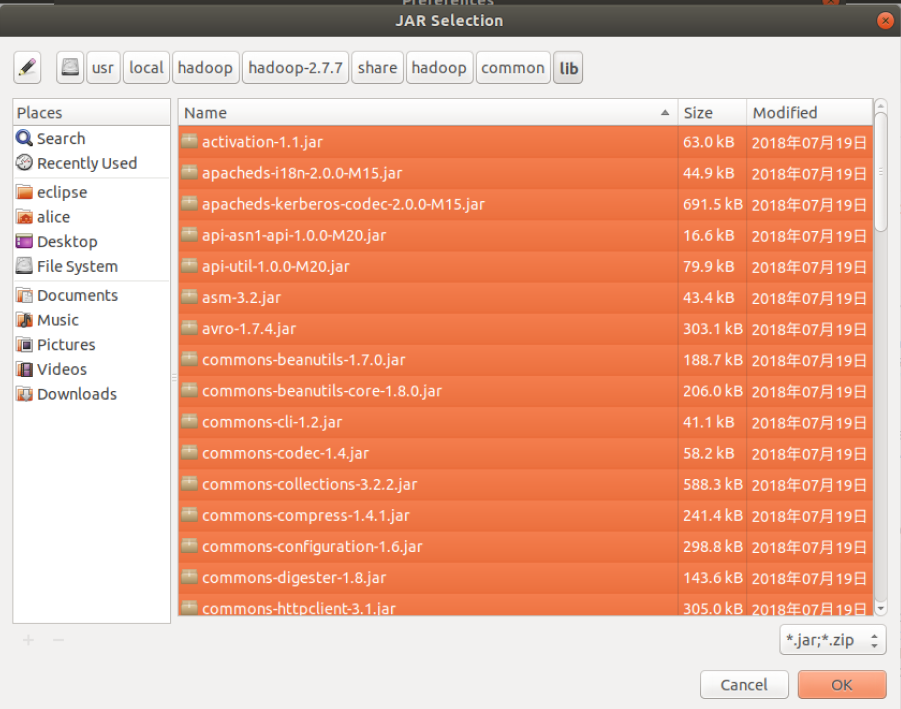 Preferences
JAR Selection
usr local hadoop hadoop-2.7.7 share hadoop common lib
Places
Search
Recently Used
eclipse
alice
Desktop
File System
Documents
Music
Pictures
Videos
Downloads
Name Size Modified
activation-1.1.jar 63.0 kB 2018年07月19日
apacheds-i18n-2.0.0-M15.jar 44.9 kB 2018年07月19日
apacheds-kerberos-codec-2.0.0-M15.jar 691.5 kB 2018年07月19日
api-asn1-api-1.0.0-M20.jar 16.6 kB 2018年07月19日
api-util-1.0.0-M20.jar 79.9 kB 2018年07月19日
asm-3.2.jar 43.4 kB 2018年07月19日
avro-1.7.4.jar 303.1 kB 2018年07月19日
commons-beanutils-1.7.0.jar 188.7 kB 2018年07月19日
commons-beanutils-core-1.8.0.jar 206.0 kB 2018年07月19日
commons-cli-1.2.jar 41.1 kB 2018年07月19日
commons-codec-1.4.jar 58.2 kB 2018年07月19日
commons-collections-3.2.2.jar 588.3 kB 2018年07月19日
commons-compress-1.4.1.jar 241.4 kB 2018年07月19日
commons-configuration-1.6.jar 298.8 kB 2018年07月19日
commons-digester-1.8.jar 143.6 kB 2018年07月19日
commons-httpclient-3.1.jar 305.0 kB 2018年07月19日
*.jar;*.zip
Cancel OK